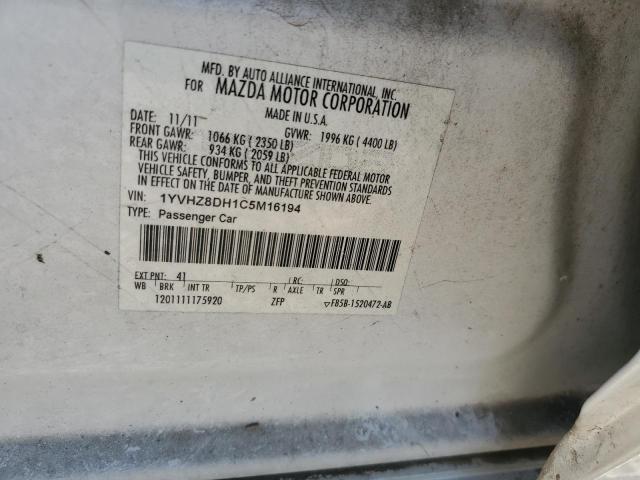 MFD. BY AUTO ALLIANCE INTERNATIONAL, INC.
FOR MAZDA MOTOR CORPORATION
MADE IN U.S.A.
DATE: 11/11 GVWR: 1996 KG ( 4400 LB)
FRONT GAWR: 1066 KG ( 2350 LB)
REAR GAWR: 934 KG ( 2059 LB)
THIS VEHICLE CONFORMS TO ALL APPLICABLE FEDERAL MOTOR
VEHICLE SAFETY, BUMPER, AND THEFT PREVENTION STANDARDS
IN EFFECT ON THE DATE OF MANUFACTURE SHOWN ABOVE.
VIN: 1YVHZ8DH1C5M16194
TYPE: Passenger Car
EXT PNT: 41 RC: DSO:
WB BRK INT TR TP/PS R AXLE TR SPR
1201111175920 ZFP ▽F85B-1520472-AB